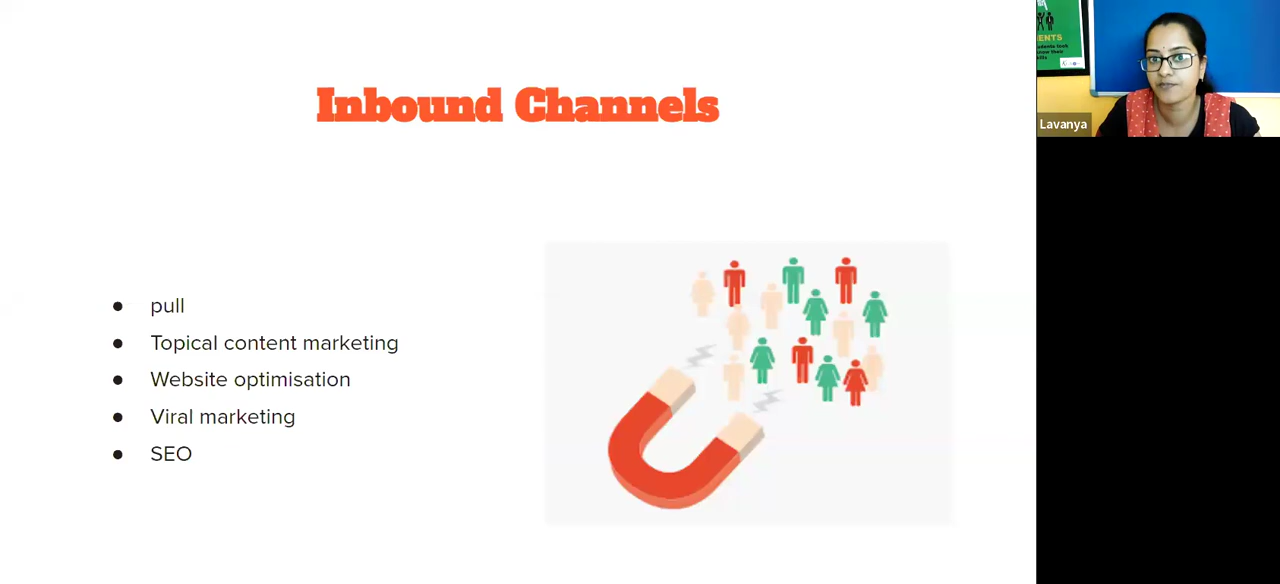 Inbound Channels
● pull
● Topical content marketing
● Website optimisation
● Viral marketing
● SEO
Lavanya